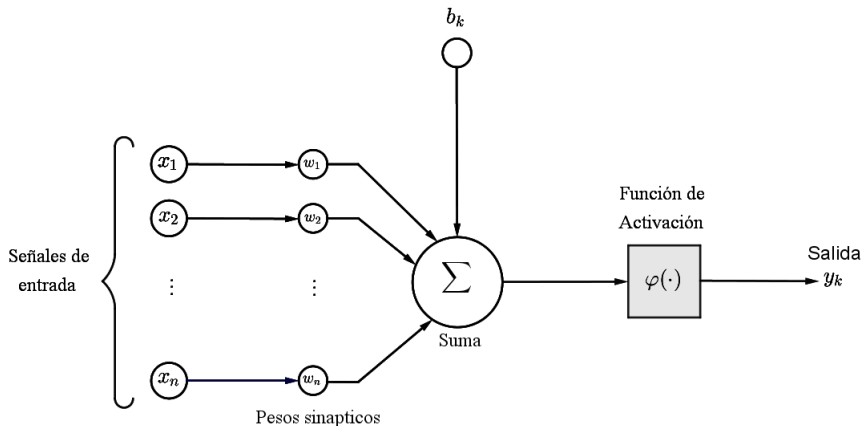 b_k
x_1
w_1
x_2
w_2
Señales de
entrada
⋮
⋮
Σ
Suma
Función de
Activación
φ(·)
Salida
y_k
x_n
w_n
Pesos sinapticos